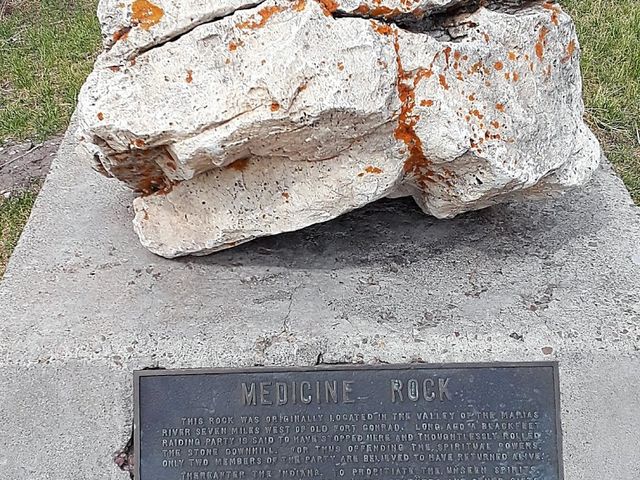 MEDICINE ROCK
THIS ROCK WAS ORIGINALLY LOCATED IN THE VALLEY OF THE MARIAS
RIVER SEVEN MILES WEST OF OLD FORT CONRAD. LONG AGO A BLACKFEET
RAIDING PARTY IS SAID TO HAVE STOPPED HERE AND THOUGHTLESSLY ROLLED
THE STONE DOWNHILL. FOR THUS OFFENDING THE SPIRITUAL POWERS,
ONLY TWO MEMBERS OF THE PARTY ARE BELIEVED TO HAVE RETURNED ALIVE.
THEREAFTER THE INDIANS, TO PROPITIATE THE UNSEEN SPIRITS,